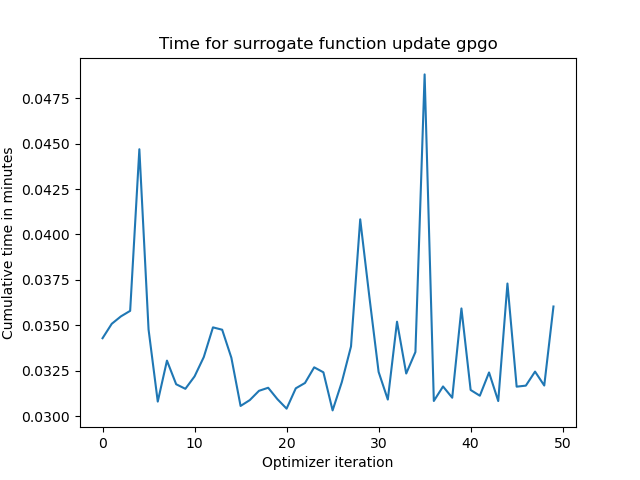 Time for surrogate function update gpgo
Cumulative time in minutes
0.0475
0.0450
0.0425
0.0400
0.0375
0.0350
0.0325
0.0300
0 10 20 30 40 50
Optimizer iteration